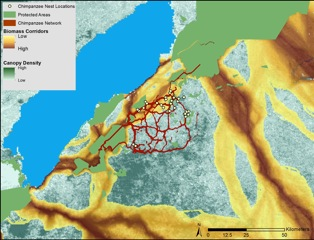 Chimpanzee Nest Locations
Protected Areas
Chimpanzee Network
Biomass Corridors
Low
High
Canopy Density
High
Low
N
Kilometers
0 12.5 25 50